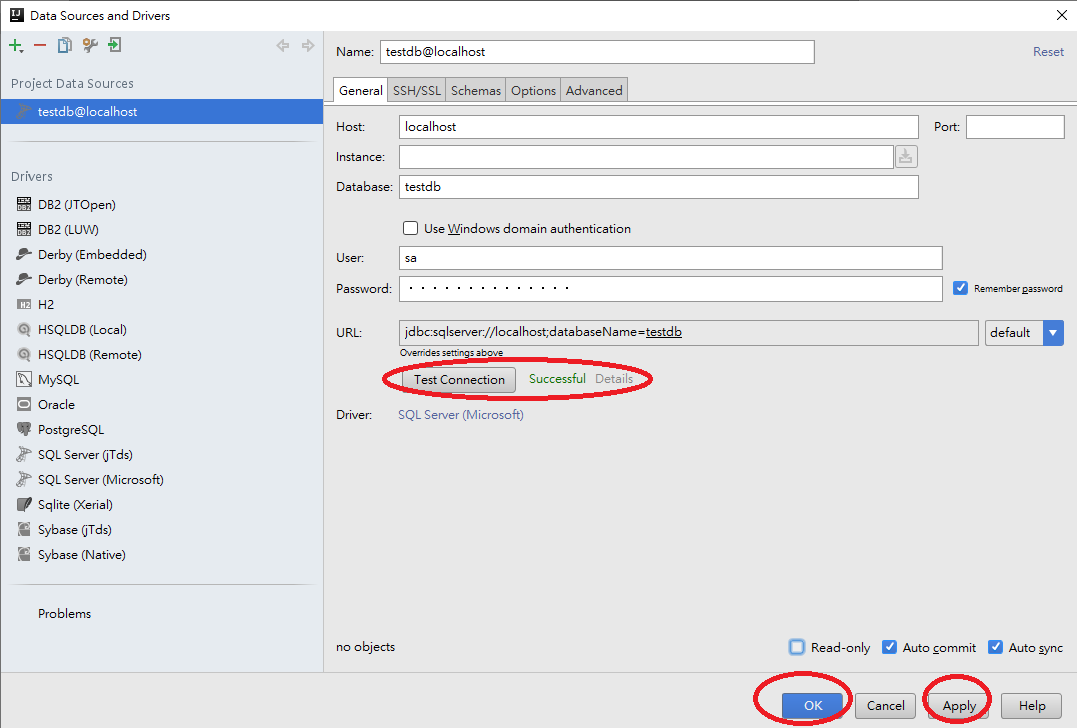 Data Sources and Drivers
Project Data Sources
testdb@localhost
Drivers
DB2 (JTOpen)
DB2 (LUW)
Derby (Embedded)
Derby (Remote)
H2
HSQLDB (Local)
HSQLDB (Remote)
MySQL
Oracle
PostgreSQL
SQL Server (jTds)
SQL Server (Microsoft)
Sqlite (Xerial)
Sybase (jTds)
Sybase (Native)
Problems
Name: testdb@localhost Reset
General SSH/SSL Schemas Options Advanced
Host: localhost Port:
Instance:
Database: testdb
Use Windows domain authentication
User: sa
Password: · · · · · · · · · · · · · · Remember password
URL: jdbc:sqlserver://localhost;databaseName=testdb default
Overrides settings above
Test Connection Successful Details
Driver: SQL Server (Microsoft)
no objects Read-only Auto commit Auto sync
OK Cancel Apply Help